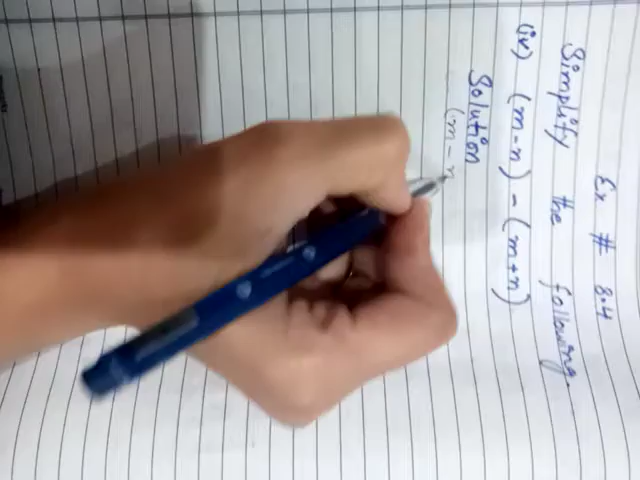 Ex # 8.4
Simplify the following.
(iv) (m-n) - (m+n)
Solution
(m-n